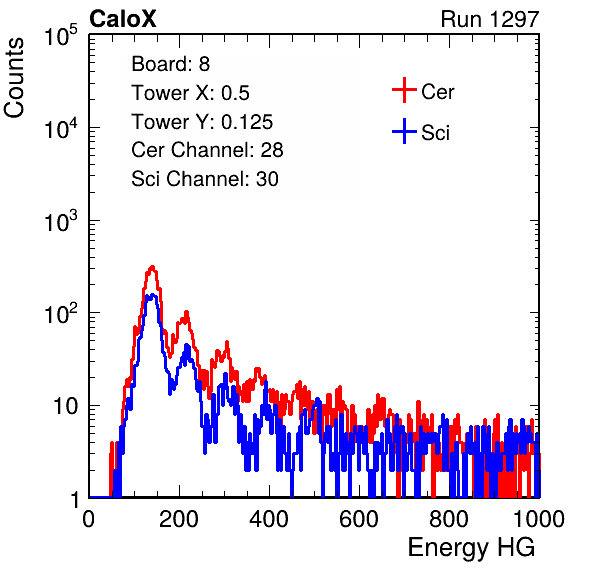 CaloX Run 1297
Counts
Board: 8
Tower X: 0.5
Tower Y: 0.125
Cer Channel: 28
Sci Channel: 30
Cer
Sci
10^5
10^4
10^3
10^2
10
1
0 200 400 600 800 1000
Energy HG